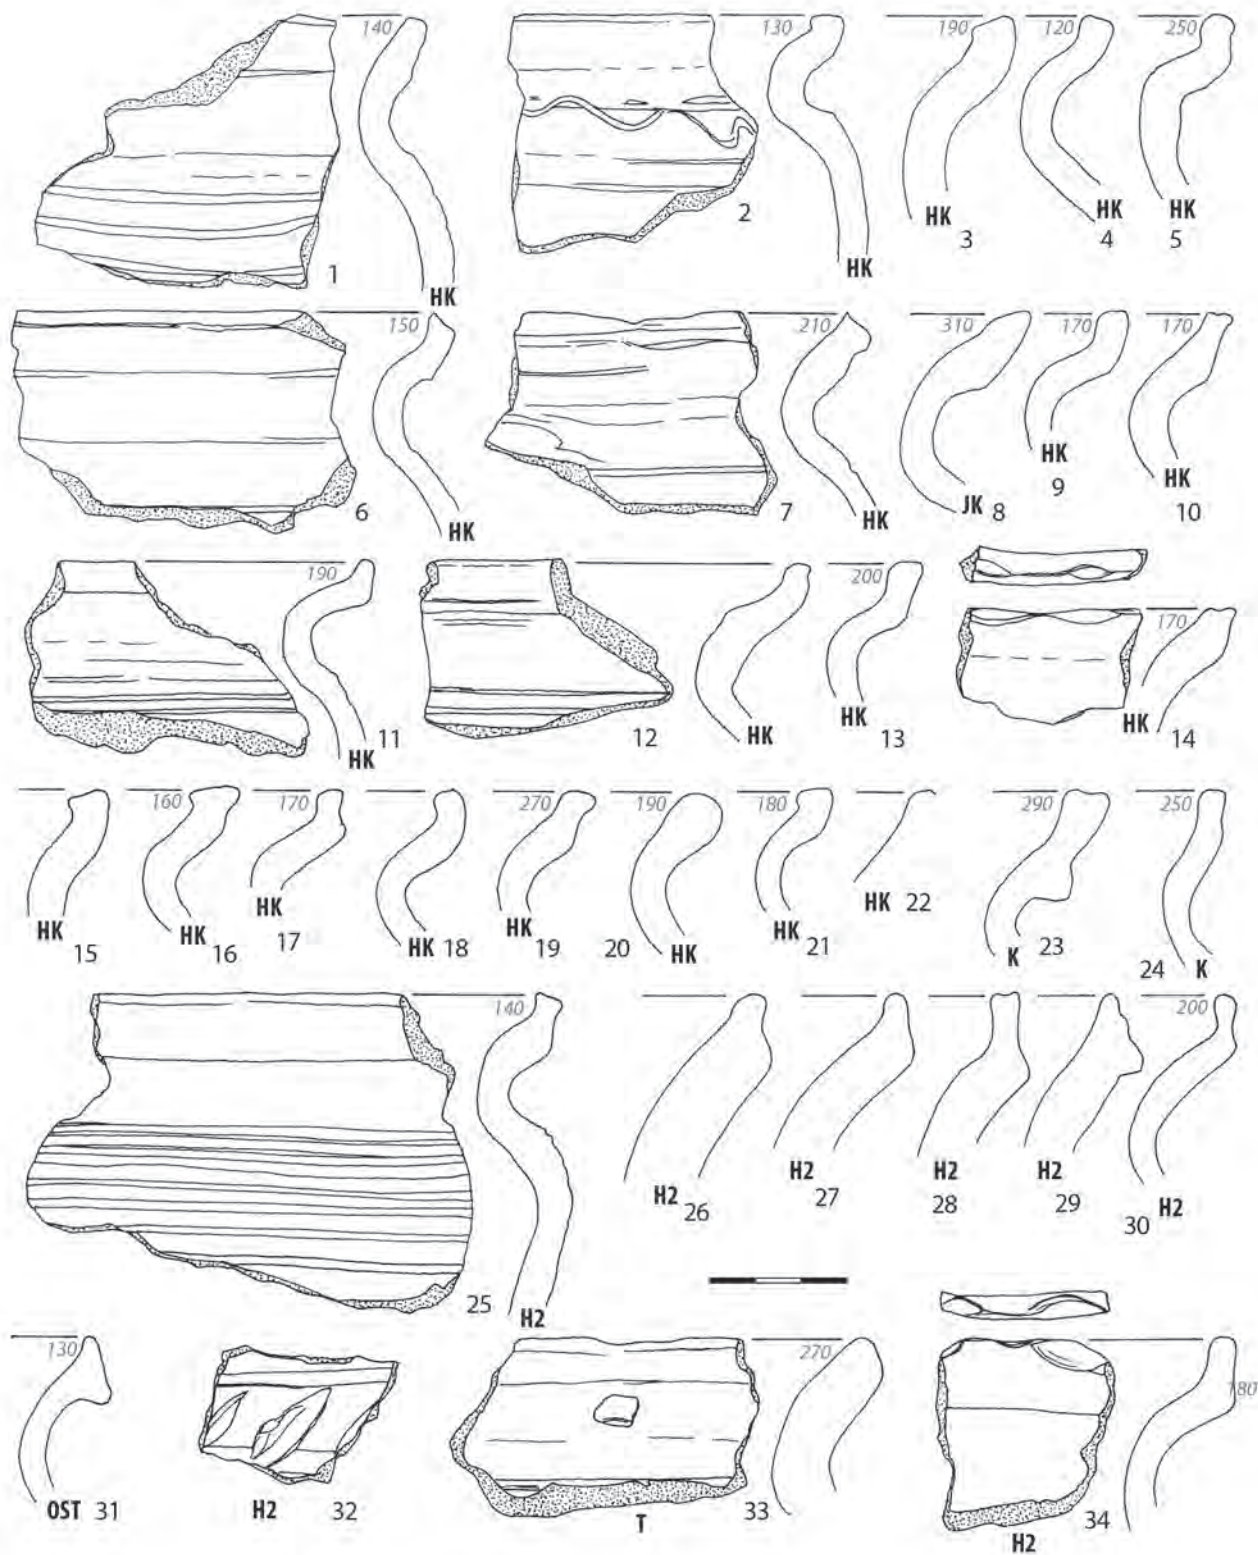 140 130 190 120 250
1 HK 2 HK HK 3 HK 4 HK 5
150 210 310 170 170
6 HK 7 HK JK 8 HK 9 HK 10
190 200 170
11 HK 12 HK HK 13 HK 14
160 170 270 190 180 290 250
HK 15 HK 16 HK 17 HK 18 HK 19 20 HK HK 21 HK 22 K 23 24 K
140 200
25 H2 H2 26 H2 27 H2 28 H2 29 30 H2
130 270 180
OST 31 H2 32 T 33 H2 34